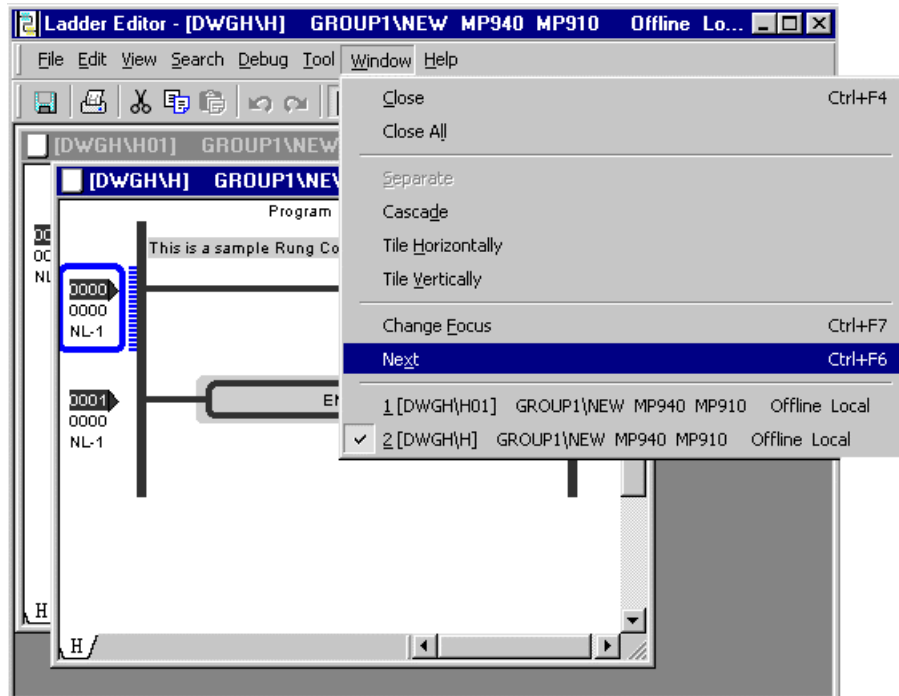 Ladder Editor - [DWGH\H] GROUP1\NEW MP940 MP910 Offline Lo...
File Edit View Search Debug Tool Window Help
Close Ctrl+F4
Close All
Separate
Cascade
Tile Horizontally
Tile Vertically
Change Focus Ctrl+F7
Next Ctrl+F6
1 [DWGH\H01] GROUP1\NEW MP940 MP910 Offline Local
2 [DWGH\H] GROUP1\NEW MP940 MP910 Offline Local
[DWGH\H01] GROUP1\NEW
[DWGH\H] GROUP1\NEW
Program
This is a sample Rung Co
0000
0000
NL-1
0001
0000
NL-1
H
H